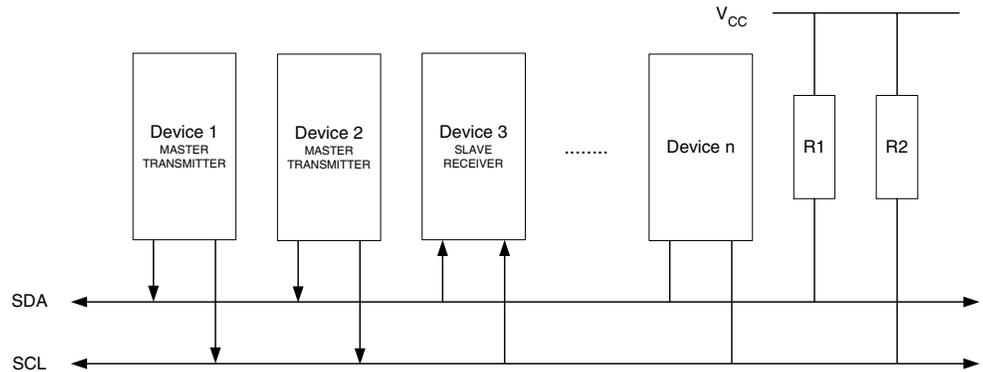 VCC
Device 1
MASTER
TRANSMITTER
Device 2
MASTER
TRANSMITTER
Device 3
SLAVE
RECEIVER
........
Device n
R1
R2
SDA
SCL